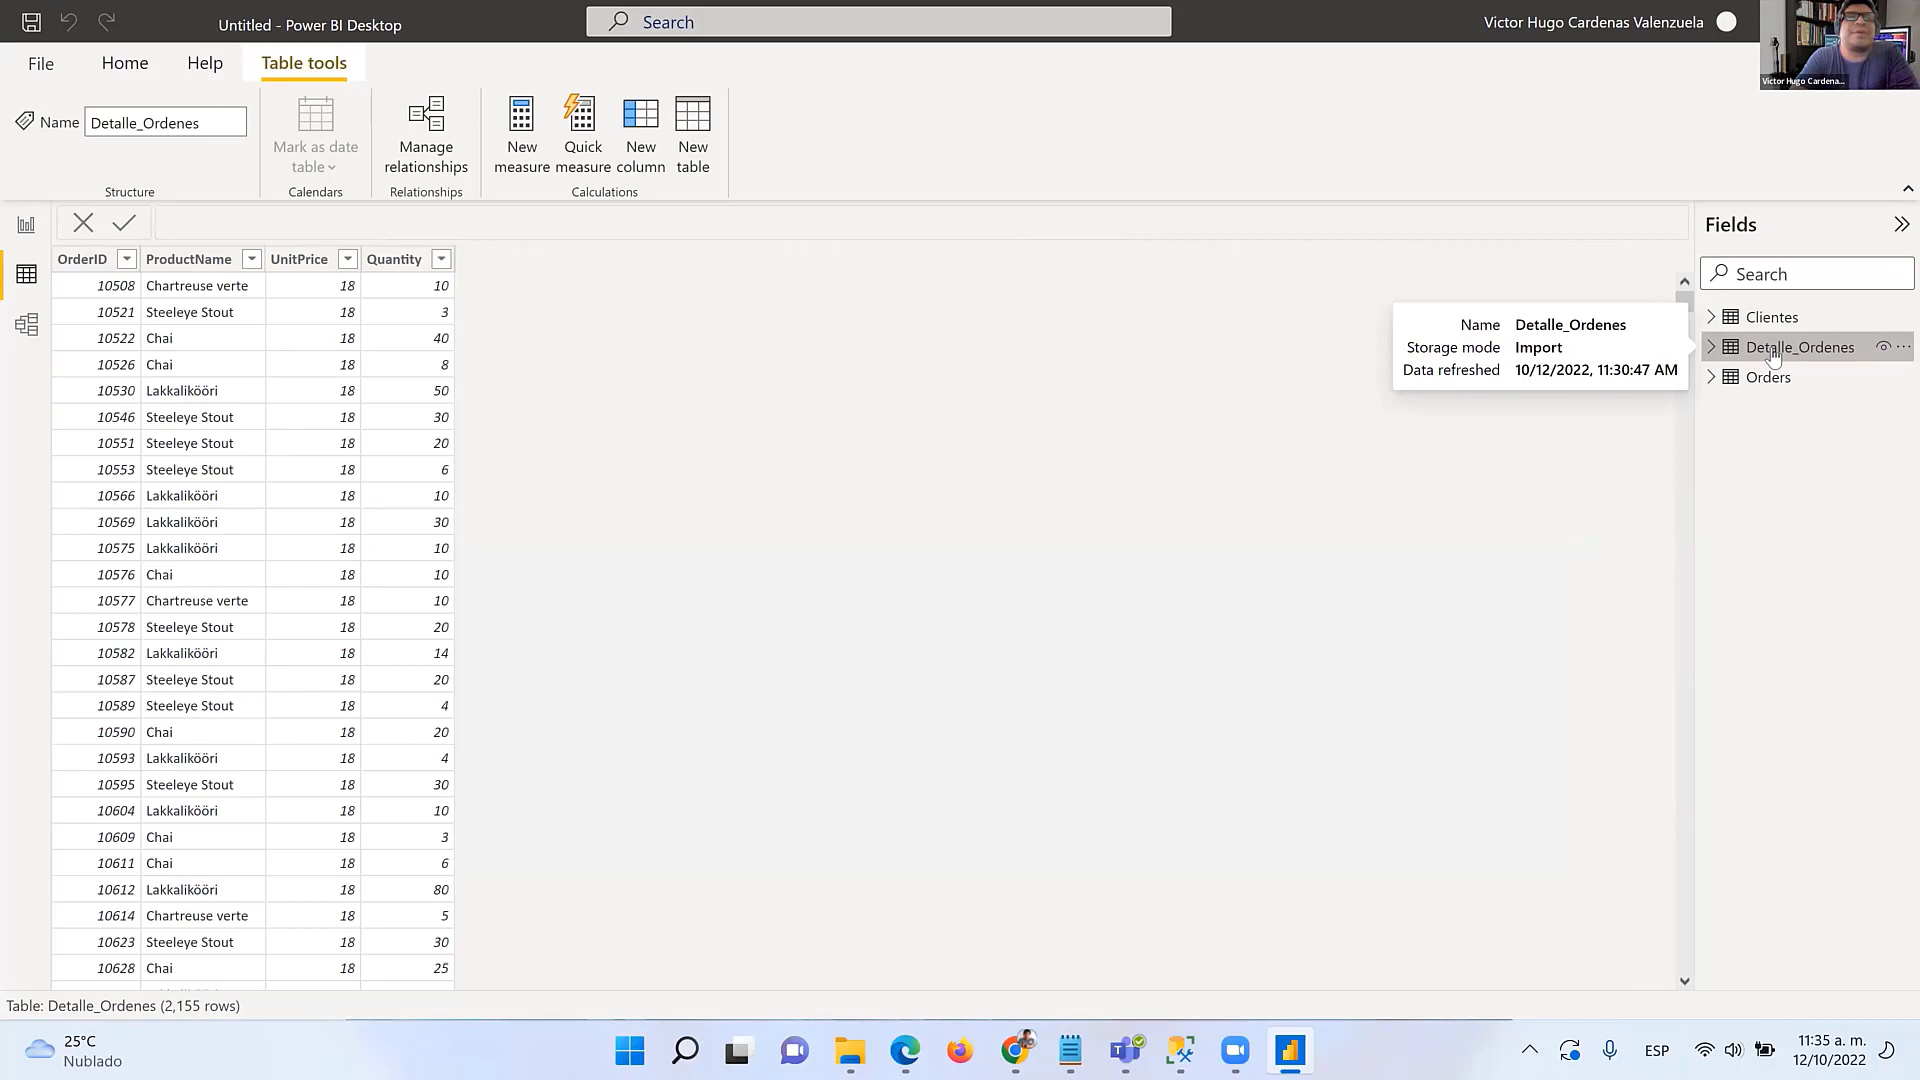 Untitled - Power BI Desktop
Search
Victor Hugo Cardenas Valenzuela
Victor Hugo Cardena...
File
Home
Help
Table tools
Name
Detalle_Ordenes
Structure
Mark as date
table
Calendars
Manage
relationships
Relationships
New
measure
Quick
measure
New
column
New
table
Calculations
Fields
Search
Clientes
Detalle_Ordenes
Orders
Name Detalle_Ordenes
Storage mode Import
Data refreshed 10/12/2022, 11:30:47 AM
OrderID ProductName UnitPrice Quantity
10508 Chartreuse verte 18 10
10521 Steeleye Stout 18 3
10522 Chai 18 40
10526 Chai 18 8
10530 Lakkalikööri 18 50
10546 Steeleye Stout 18 30
10551 Steeleye Stout 18 20
10553 Steeleye Stout 18 6
10566 Lakkalikööri 18 10
10569 Lakkalikööri 18 30
10575 Lakkalikööri 18 10
10576 Chai 18 10
10577 Chartreuse verte 18 10
10578 Steeleye Stout 18 20
10582 Lakkalikööri 18 14
10587 Steeleye Stout 18 20
10589 Steeleye Stout 18 4
10590 Chai 18 20
10593 Lakkalikööri 18 4
10595 Steeleye Stout 18 30
10604 Lakkalikööri 18 10
10609 Chai 18 3
10611 Chai 18 6
10612 Lakkalikööri 18 80
10614 Chartreuse verte 18 5
10623 Steeleye Stout 18 30
10628 Chai 18 25
Table: Detalle_Ordenes (2,155 rows)
25°C
Nublado
ESP
11:35 a. m.
12/10/2022